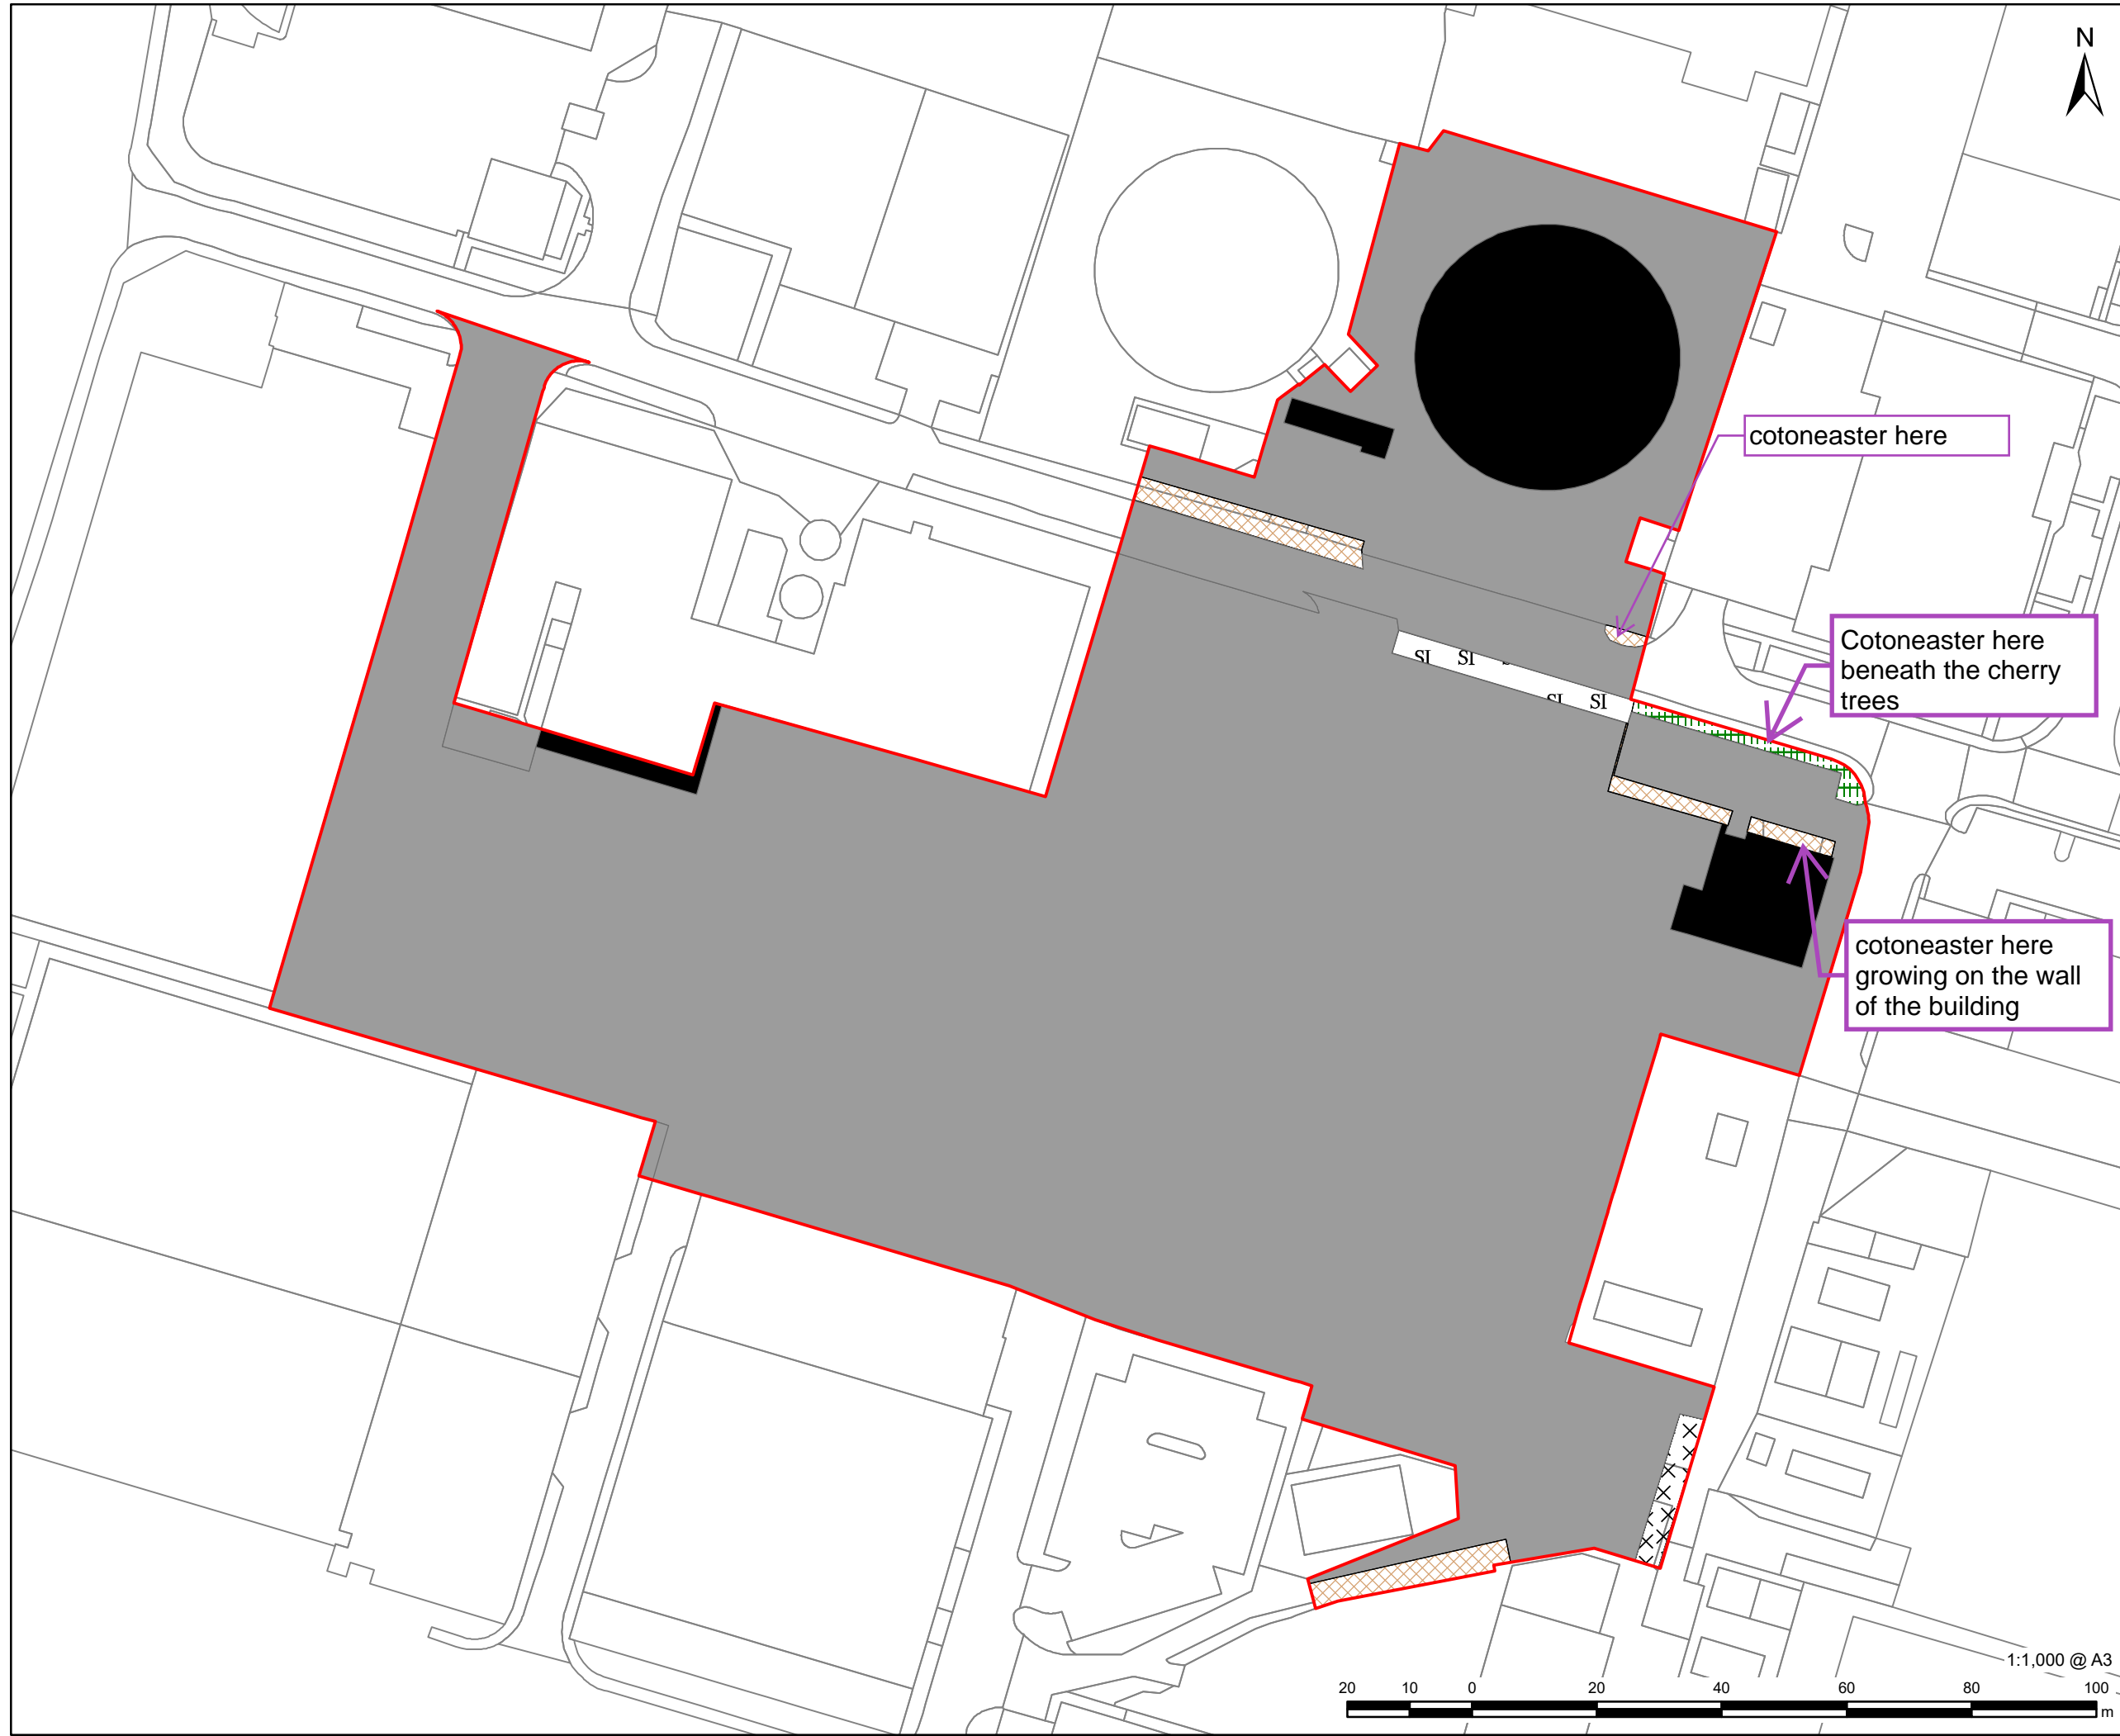 N
cotoneaster here
Cotoneaster here
beneath the cherry
trees
SI SI
SI SI
cotoneaster here
growing on the wall
of the building
1:1,000 @ A3
20 10 0 20 40 60 80 100
m